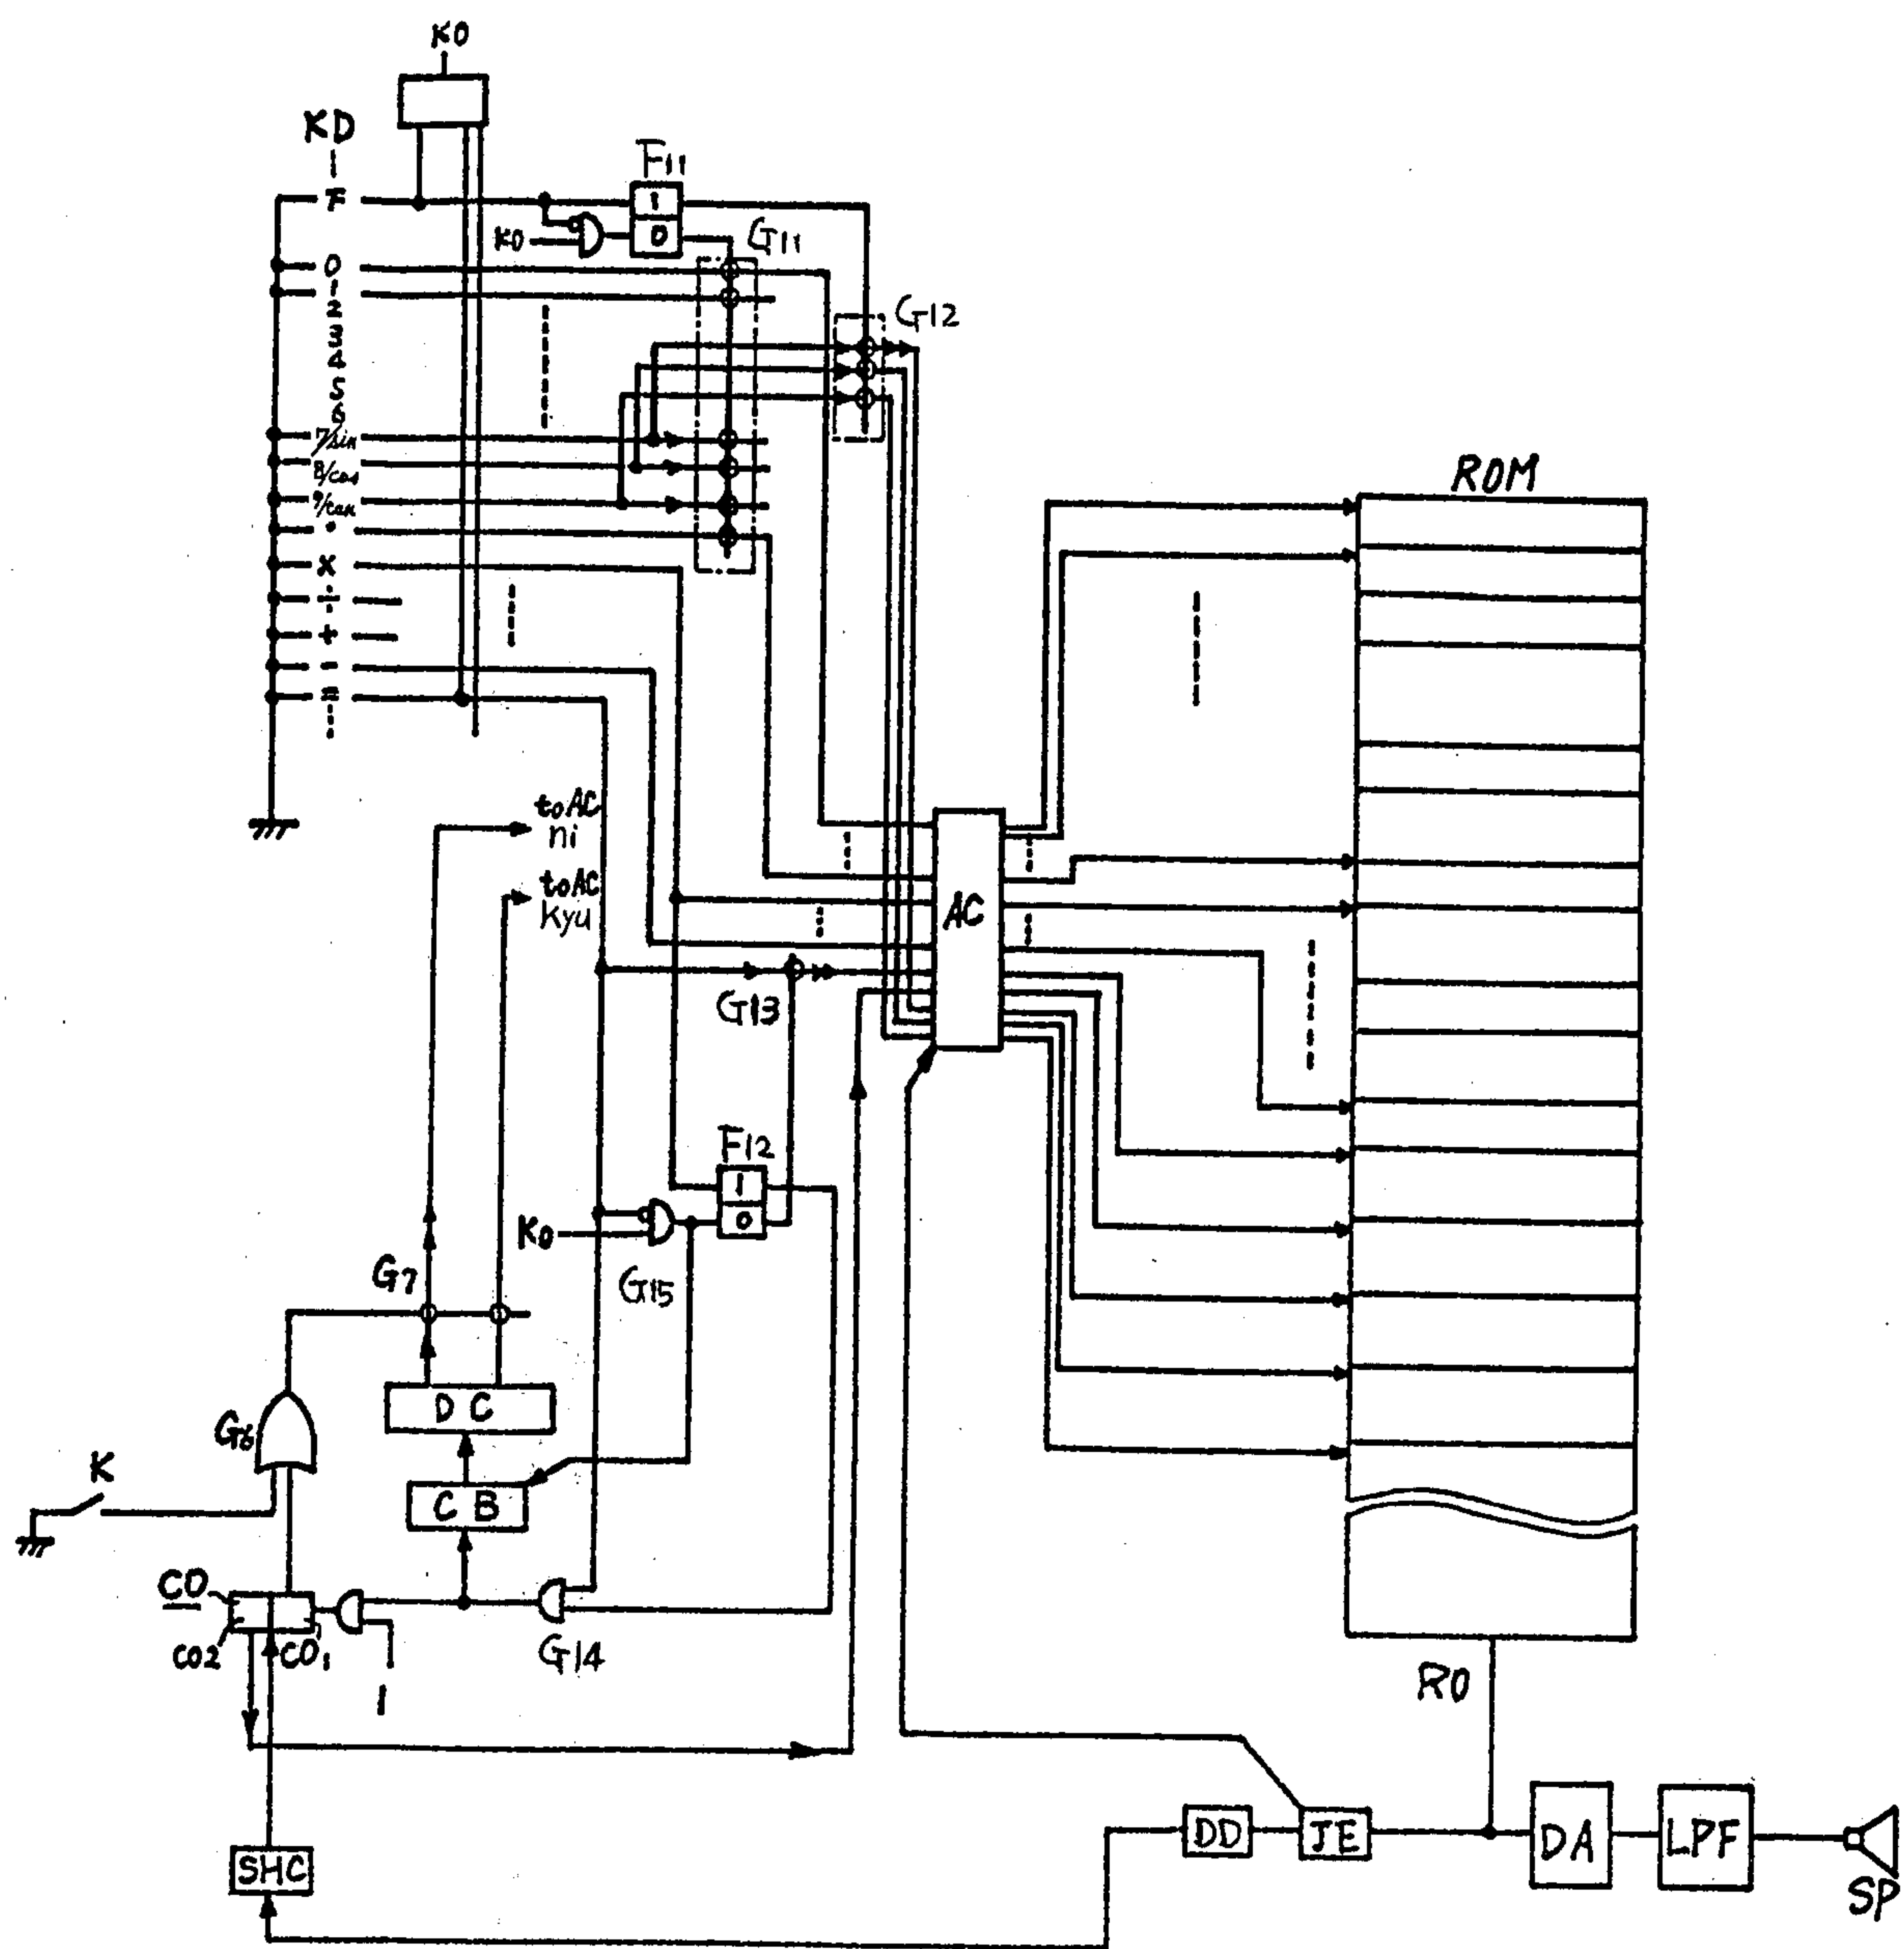 KO
KD
F
F11
1
0
KO
G11
0
1
2
3
4
5
6
7/sin
8/cos
9/tan
·
×
÷
+
-
=
G12
ROM
to AC
ni
to AC
kyu
AC
G13
F12
1
0
KO
G15
G7
DC
G6
K
CB
CO
CO2
CO1
1
G14
RO
SHC
DD
JE
DA
LPF
SP